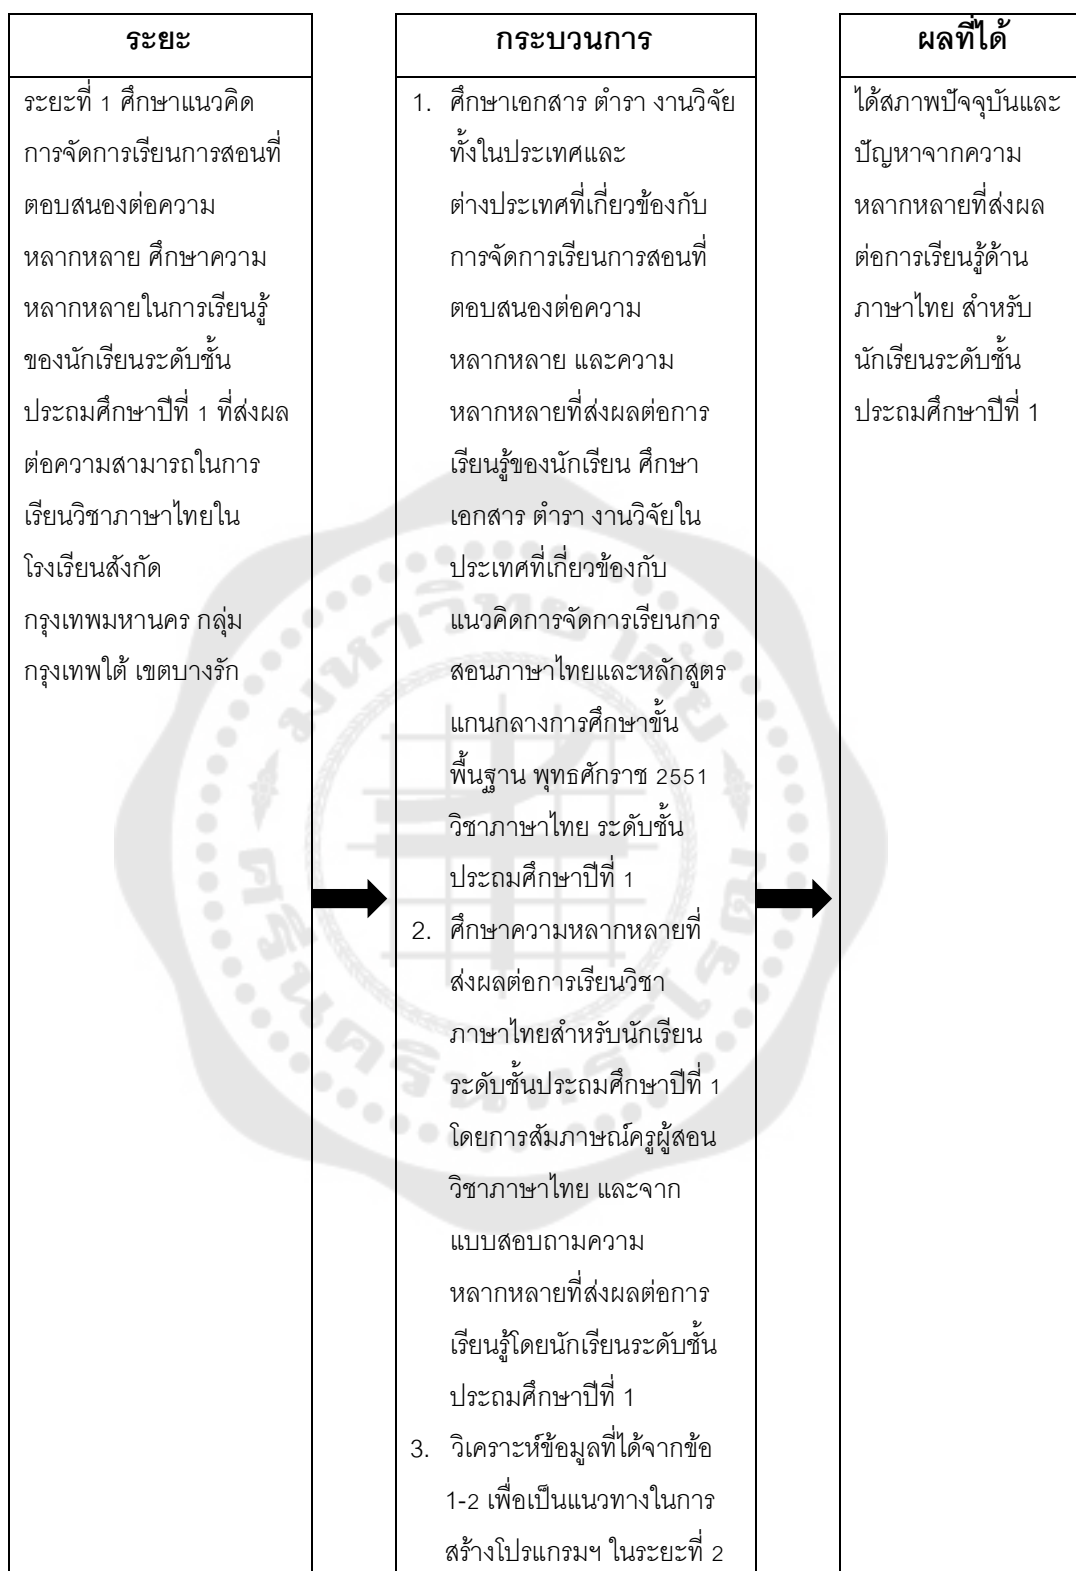 ระยะ
ระยะที่ 1 ศึกษาแนวคิด
การจัดการเรียนการสอนที่
ตอบสนองต่อความ
หลากหลาย ศึกษาความ
หลากหลายในการเรียนรู้
ของนักเรียนระดับชั้น
ประถมศึกษาปีที่ 1 ที่ส่งผล
ต่อความสามารถในการ
เรียนวิชาภาษาไทยใน
โรงเรียนสังกัด
กรุงเทพมหานคร กลุ่ม
กรุงเทพใต้ เขตบางรัก
กระบวนการ
1. ศึกษาเอกสาร ตำรา งานวิจัย
ทั้งในประเทศและ
ต่างประเทศที่เกี่ยวข้องกับ
การจัดการเรียนการสอนที่
ตอบสนองต่อความ
หลากหลาย และความ
หลากหลายที่ส่งผลต่อการ
เรียนรู้ของนักเรียน ศึกษา
เอกสาร ตำรา งานวิจัยใน
ประเทศที่เกี่ยวข้องกับ
แนวคิดการจัดการเรียนการ
สอนภาษาไทยและหลักสูตร
แกนกลางการศึกษาขั้น
พื้นฐาน พุทธศักราช 2551
วิชาภาษาไทย ระดับชั้น
ประถมศึกษาปีที่ 1
2. ศึกษาความหลากหลายที่
ส่งผลต่อการเรียนวิชา
ภาษาไทยสำหรับนักเรียน
ระดับชั้นประถมศึกษาปีที่ 1
โดยการสัมภาษณ์ครูผู้สอน
วิชาภาษาไทย และจาก
แบบสอบถามความ
หลากหลายที่ส่งผลต่อการ
เรียนรู้โดยนักเรียนระดับชั้น
ประถมศึกษาปีที่ 1
3. วิเคราะห์ข้อมูลที่ได้จากข้อ
1-2 เพื่อเป็นแนวทางในการ
สร้างโปรแกรมฯ ในระยะที่ 2
ผลที่ได้
ได้สภาพปัจจุบันและ
ปัญหาจากความ
หลากหลายที่ส่งผล
ต่อการเรียนรู้ด้าน
ภาษาไทย สำหรับ
นักเรียนระดับชั้น
ประถมศึกษาปีที่ 1
มหาวิทยาลัย
ศรีนครินทรวิโรฒ